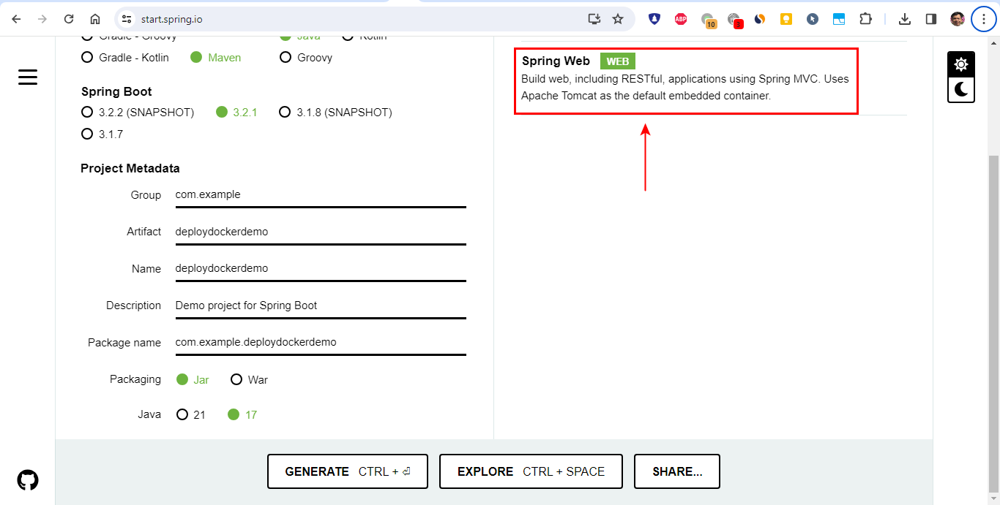 start.spring.io
ABP
10
3
Gradle - Groovy Java Kotlin
Gradle - Kotlin Maven Groovy
Spring Boot
3.2.2 (SNAPSHOT) 3.2.1 3.1.8 (SNAPSHOT)
3.1.7
Project Metadata
Group com.example
Artifact deploydockerdemo
Name deploydockerdemo
Description Demo project for Spring Boot
Package name com.example.deploydockerdemo
Packaging Jar War
Java 21 17
Spring Web WEB
Build web, including RESTful, applications using Spring MVC. Uses
Apache Tomcat as the default embedded container.
GENERATE CTRL + ⏎
EXPLORE CTRL + SPACE
SHARE...